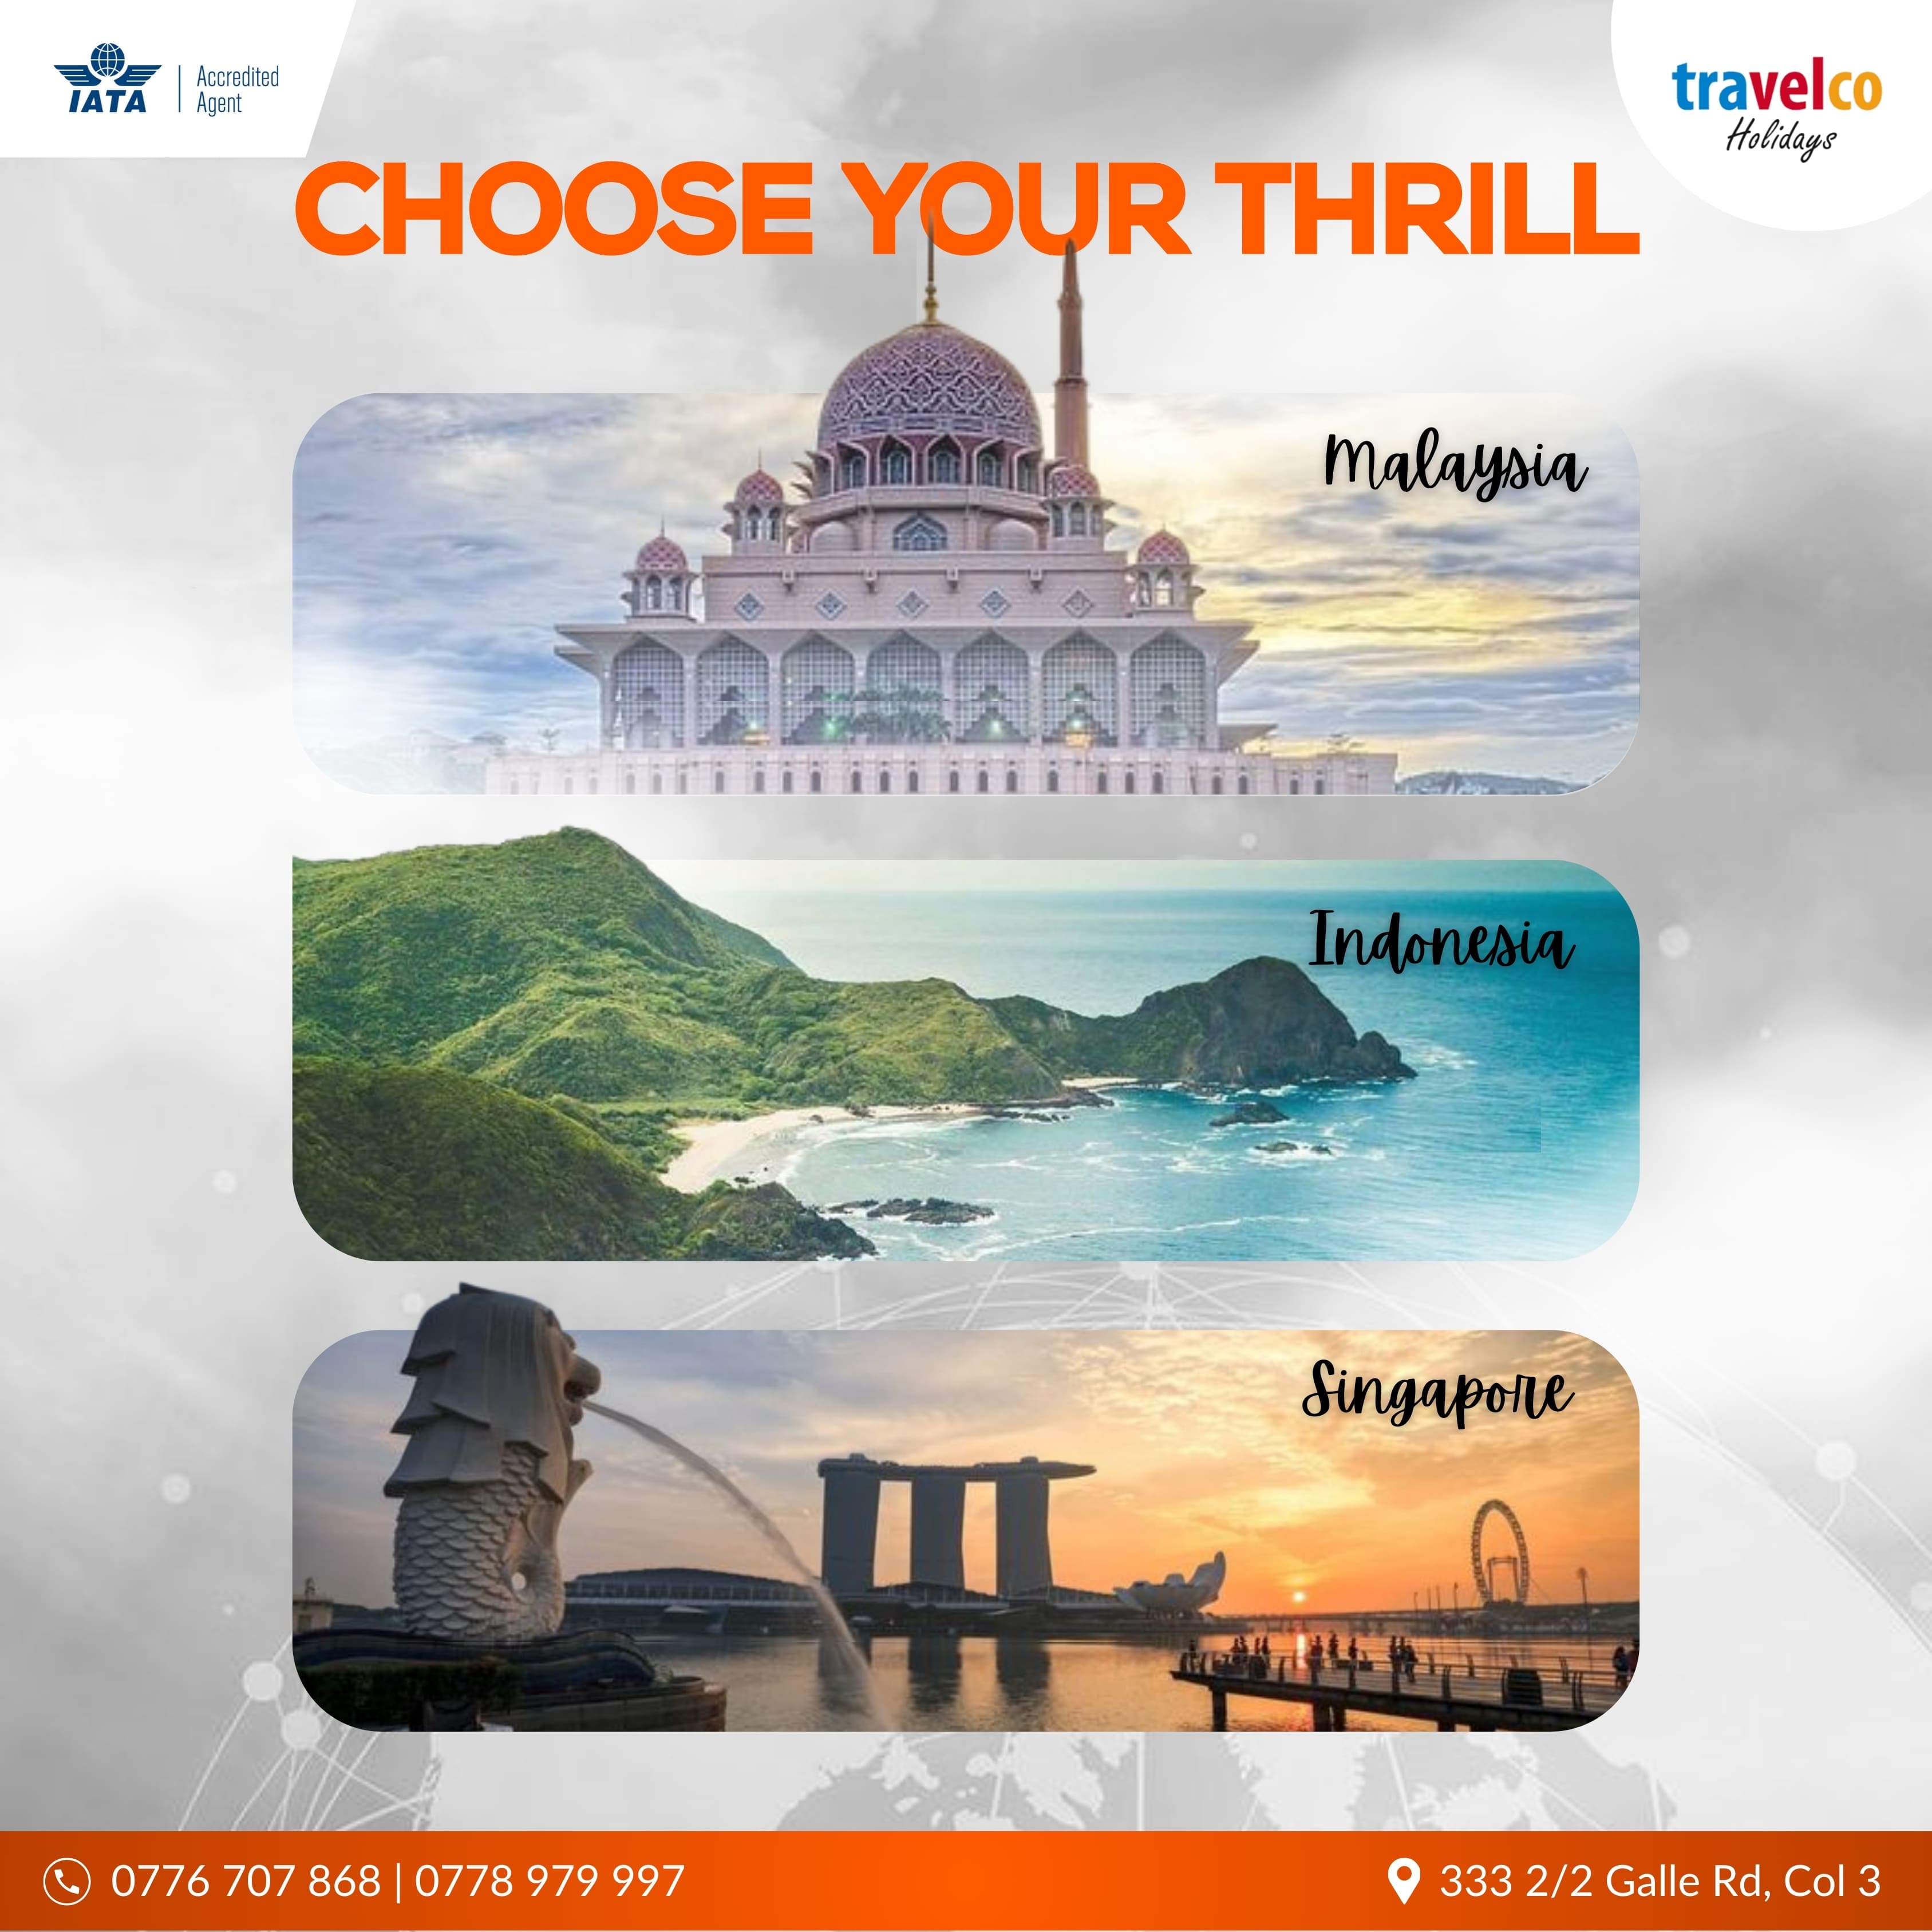 IATA
Accredited
Agent
travelco
Holidays
CHOOSE YOUR THRILL
Malaysia
Indonesia
Singapore
0776 707 868 | 0778 979 997
333 2/2 Galle Rd, Col 3